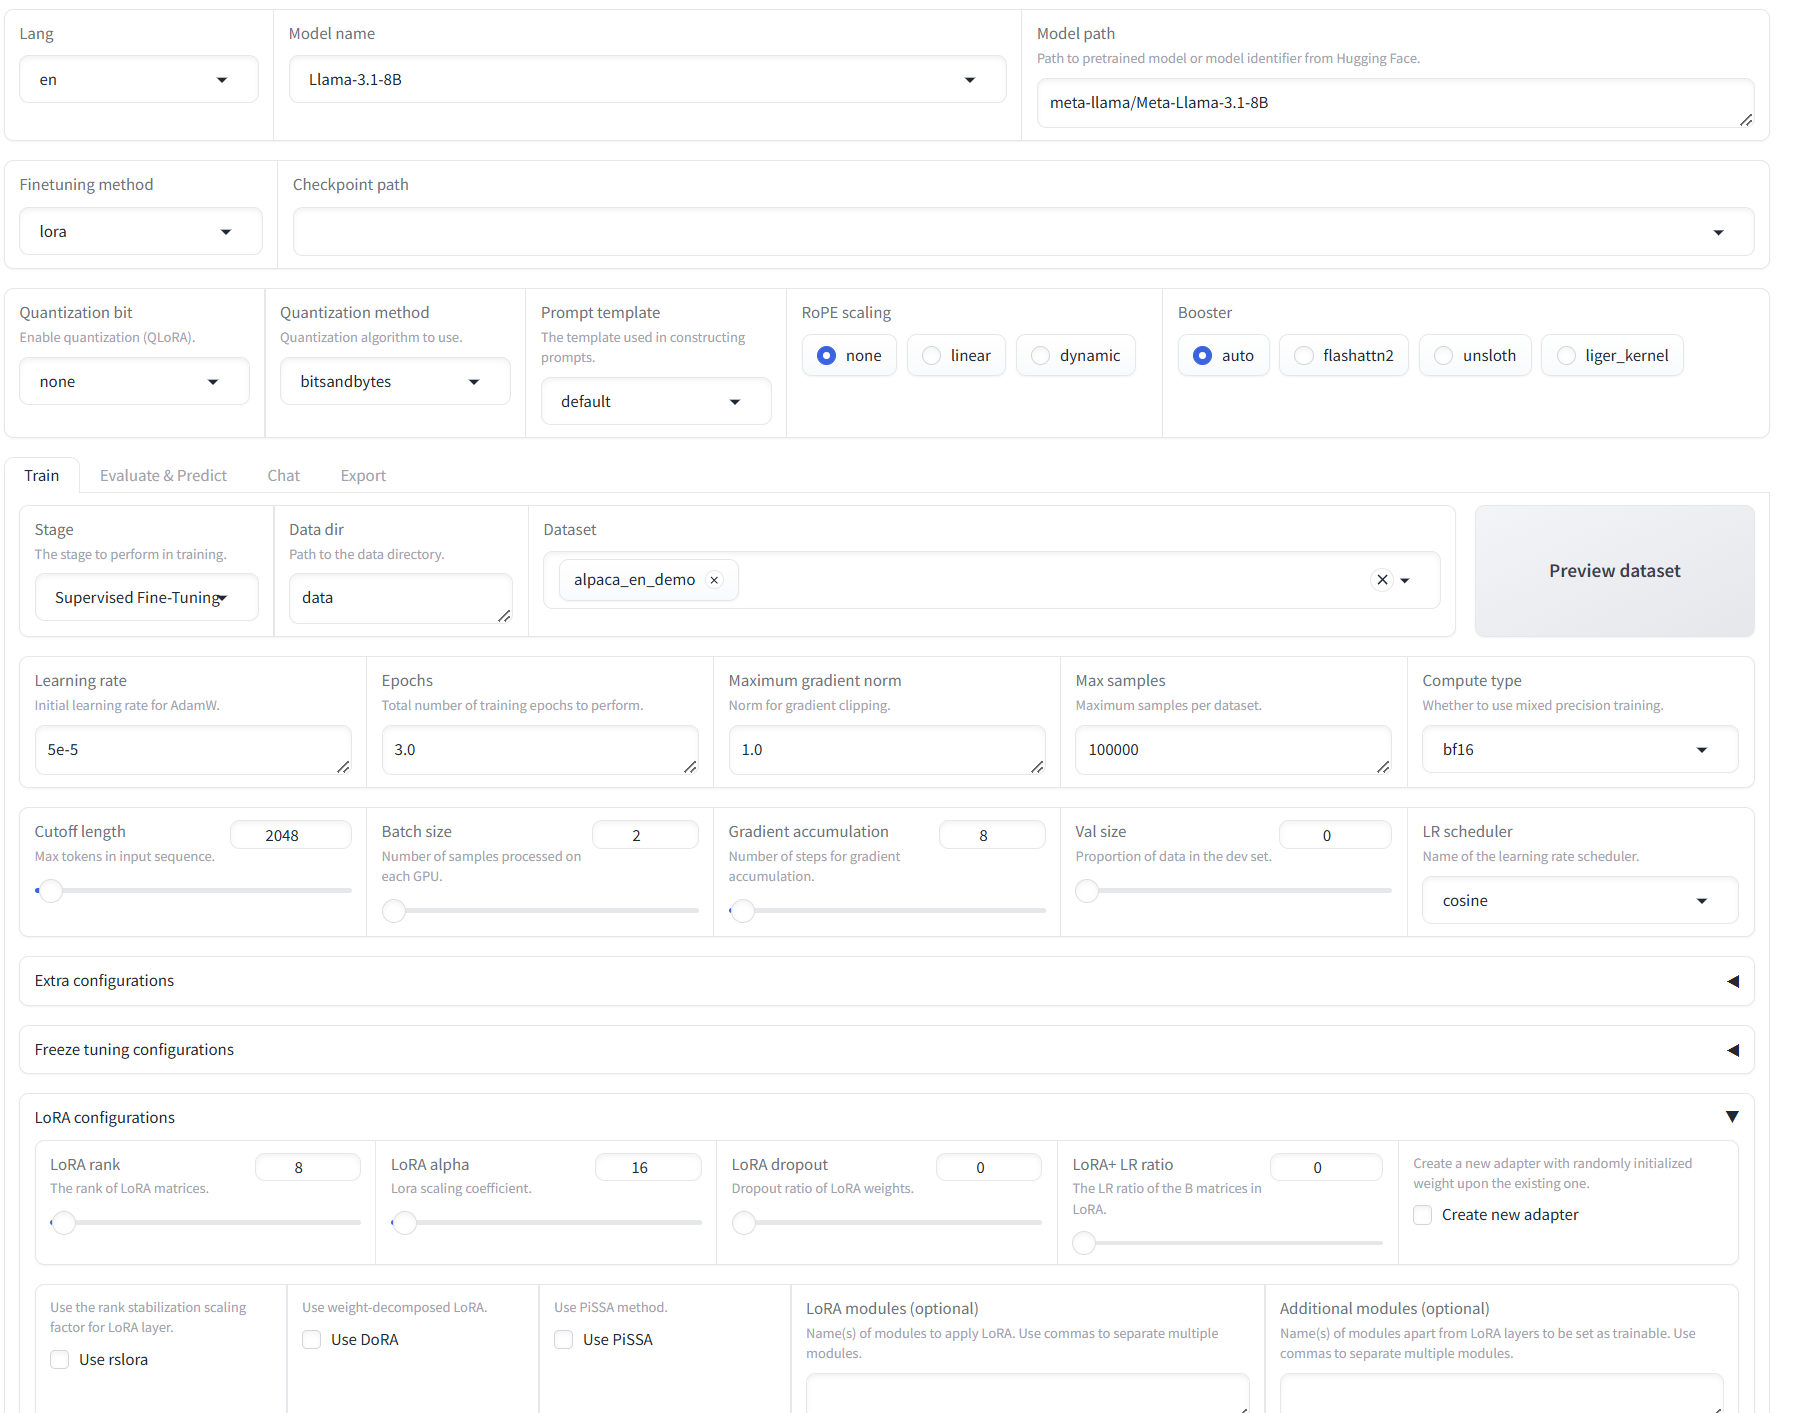 Lang
en
Model name
Llama-3.1-8B
Model path
Path to pretrained model or model identifier from Hugging Face.
meta-llama/Meta-Llama-3.1-8B
Finetuning method
lora
Checkpoint path
Quantization bit
Enable quantization (QLoRA).
none
Quantization method
Quantization algorithm to use.
bitsandbytes
Prompt template
The template used in constructing
prompts.
default
RoPE scaling
none
linear
dynamic
Booster
auto
flashattn2
unsloth
liger_kernel
Train
Evaluate & Predict
Chat
Export
Stage
The stage to perform in training.
Supervised Fine-Tuning
Data dir
Path to the data directory.
data
Dataset
alpaca_en_demo
Preview dataset
Learning rate
Initial learning rate for AdamW.
5e-5
Epochs
Total number of training epochs to perform.
3.0
Maximum gradient norm
Norm for gradient clipping.
1.0
Max samples
Maximum samples per dataset.
100000
Compute type
Whether to use mixed precision training.
bf16
Cutoff length
2048
Max tokens in input sequence.
Batch size
2
Number of samples processed on
each GPU.
Gradient accumulation
8
Number of steps for gradient
accumulation.
Val size
0
Proportion of data in the dev set.
LR scheduler
Name of the learning rate scheduler.
cosine
Extra configurations
Freeze tuning configurations
LoRA configurations
LoRA rank
8
The rank of LoRA matrices.
LoRA alpha
16
Lora scaling coefficient.
LoRA dropout
0
Dropout ratio of LoRA weights.
LoRA+ LR ratio
0
The LR ratio of the B matrices in
LoRA.
Create a new adapter with randomly initialized
weight upon the existing one.
Create new adapter
Use the rank stabilization scaling
factor for LoRA layer.
Use rslora
Use weight-decomposed LoRA.
Use DoRA
Use PiSSA method.
Use PiSSA
LoRA modules (optional)
Name(s) of modules to apply LoRA. Use commas to separate multiple
modules.
Additional modules (optional)
Name(s) of modules apart from LoRA layers to be set as trainable. Use
commas to separate multiple modules.